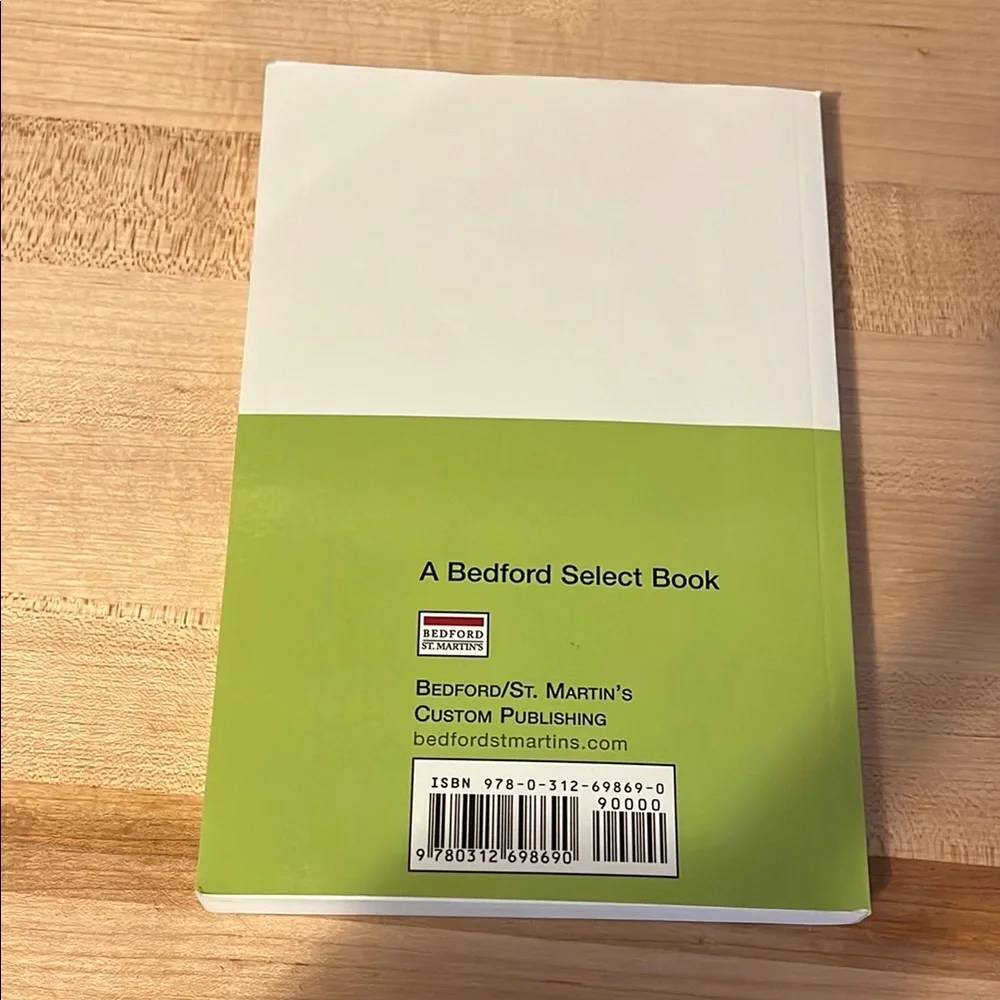 A Bedford Select Book
BEDFORD
ST. MARTIN'S
BEDFORD/ST. MARTIN'S
CUSTOM PUBLISHING
bedfordstmartins.com
ISBN 978-0-312-69869-0
90000
9 780312 698690